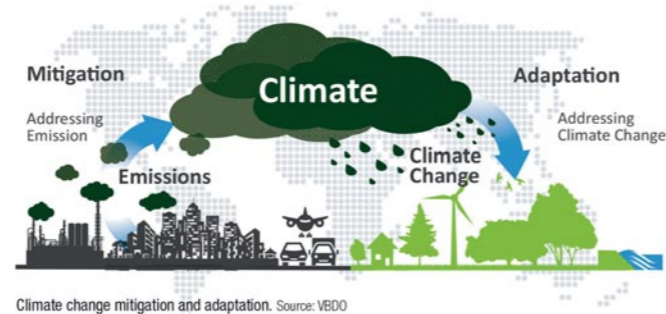 Mitigation
Addressing
Emission
Climate
Adaptation
Addressing
Climate Change
Emissions
Climate
Change
Climate change mitigation and adaptation. Source: VBDO